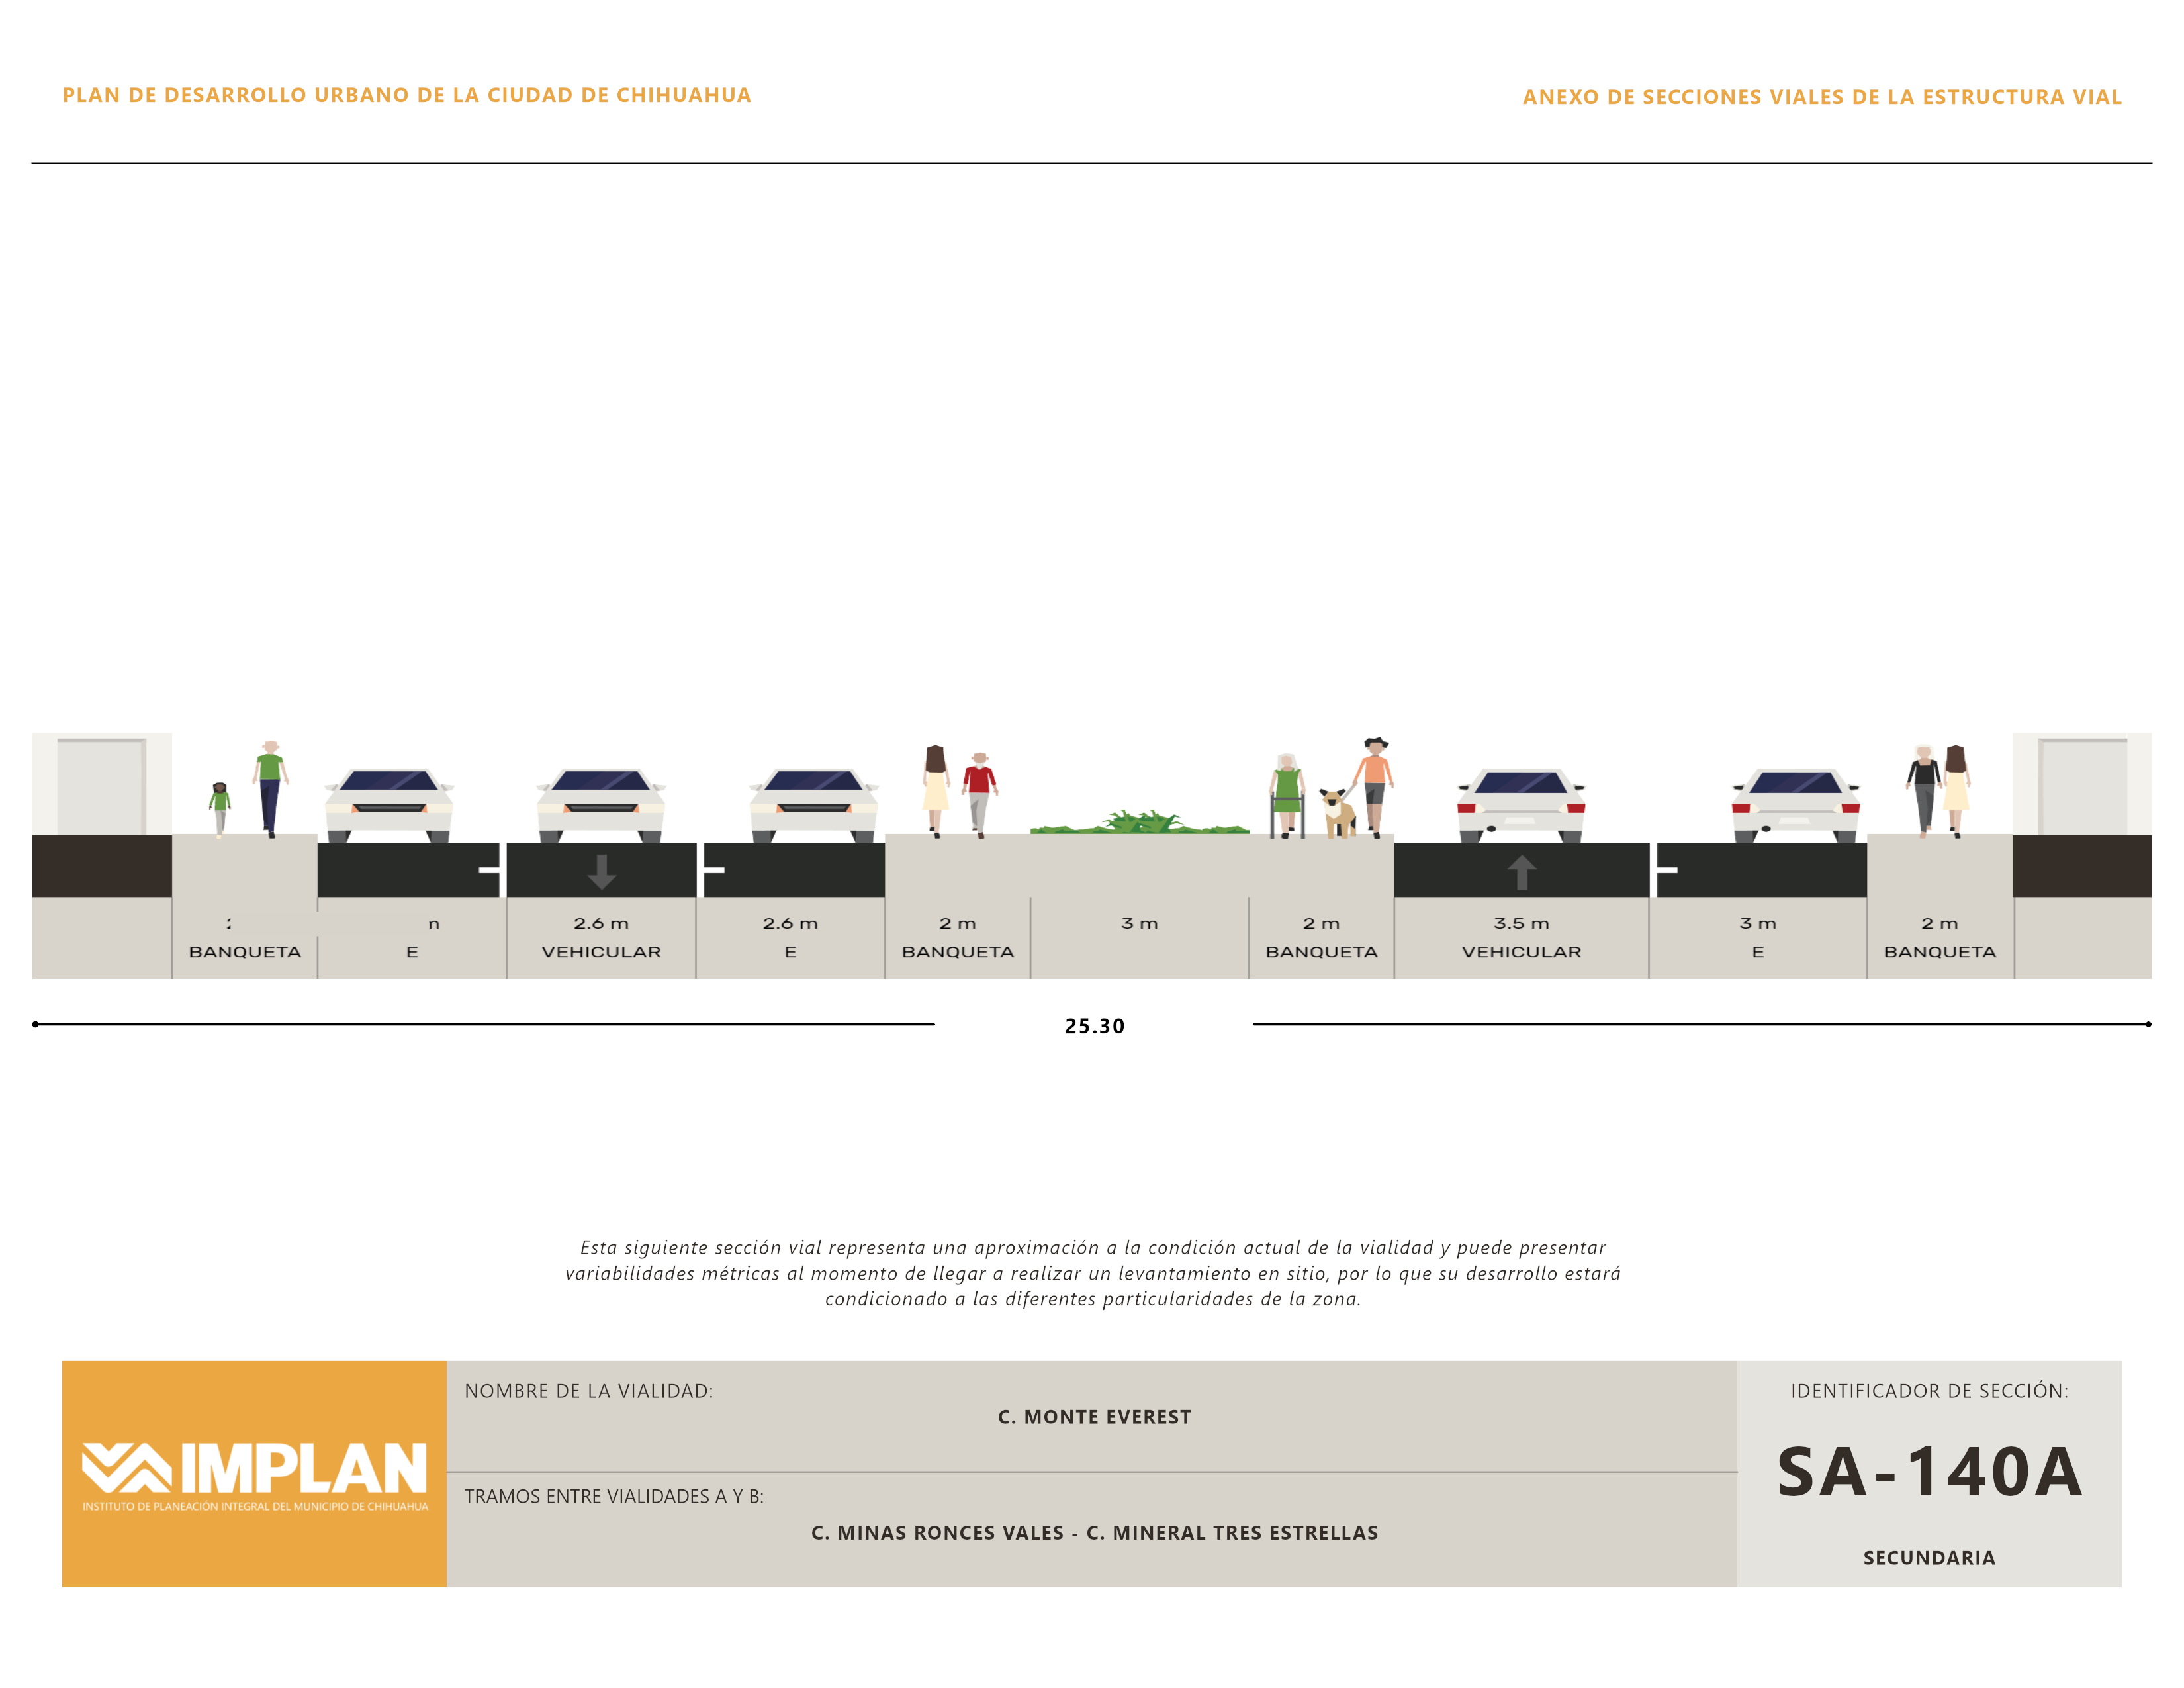 PLAN DE DESARROLLO URBANO DE LA CIUDAD DE CHIHUAHUA
ANEXO DE SECCIONES VIALES DE LA ESTRUCTURA VIAL
m 2.6 m 2.6 m 2 m 3 m 2 m 3.5 m 3 m 2 m
BANQUETA E VEHICULAR E BANQUETA BANQUETA VEHICULAR E BANQUETA
25.30
Esta siguiente sección vial representa una aproximación a la condición actual de la vialidad y puede presentar
variabilidades métricas al momento de llegar a realizar un levantamiento en sitio, por lo que su desarrollo estará
condicionado a las diferentes particularidades de la zona.
IMPLAN
INSTITUTO DE PLANEACIÓN INTEGRAL DEL MUNICIPIO DE CHIHUAHUA
NOMBRE DE LA VIALIDAD:
C. MONTE EVEREST
TRAMOS ENTRE VIALIDADES A Y B:
C. MINAS RONCES VALES - C. MINERAL TRES ESTRELLAS
IDENTIFICADOR DE SECCIÓN:
SA-140A
SECUNDARIA